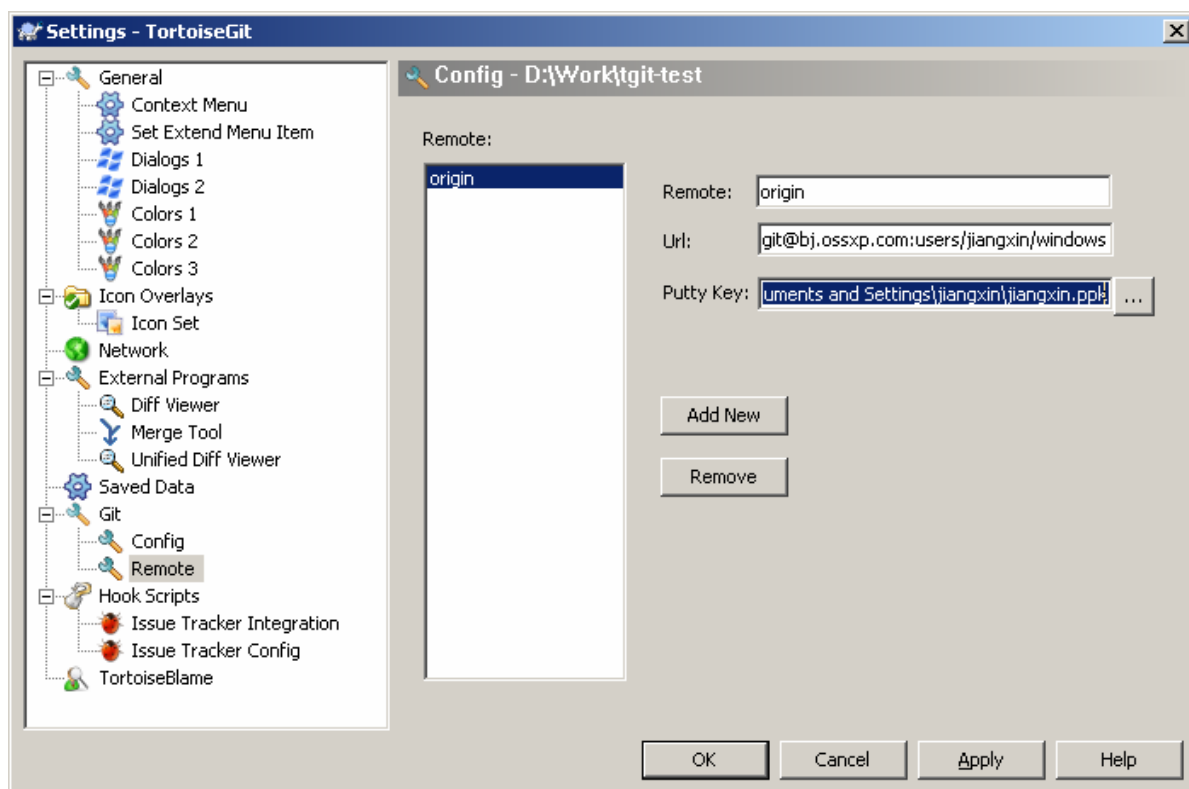 Settings - TortoiseGit
General
Context Menu
Set Extend Menu Item
Dialogs 1
Dialogs 2
Colors 1
Colors 2
Colors 3
Icon Overlays
Icon Set
Network
External Programs
Diff Viewer
Merge Tool
Unified Diff Viewer
Saved Data
Git
Config
Remote
Hook Scripts
Issue Tracker Integration
Issue Tracker Config
TortoiseBlame
Config - D:\Work\tgit-test
Remote:
origin
Remote: origin
Url: git@bj.ossxp.com:users/jiangxin/windows
Putty Key: uments and Settings\jiangxin\jiangxin.ppk ...
Add New
Remove
OK Cancel Apply Help